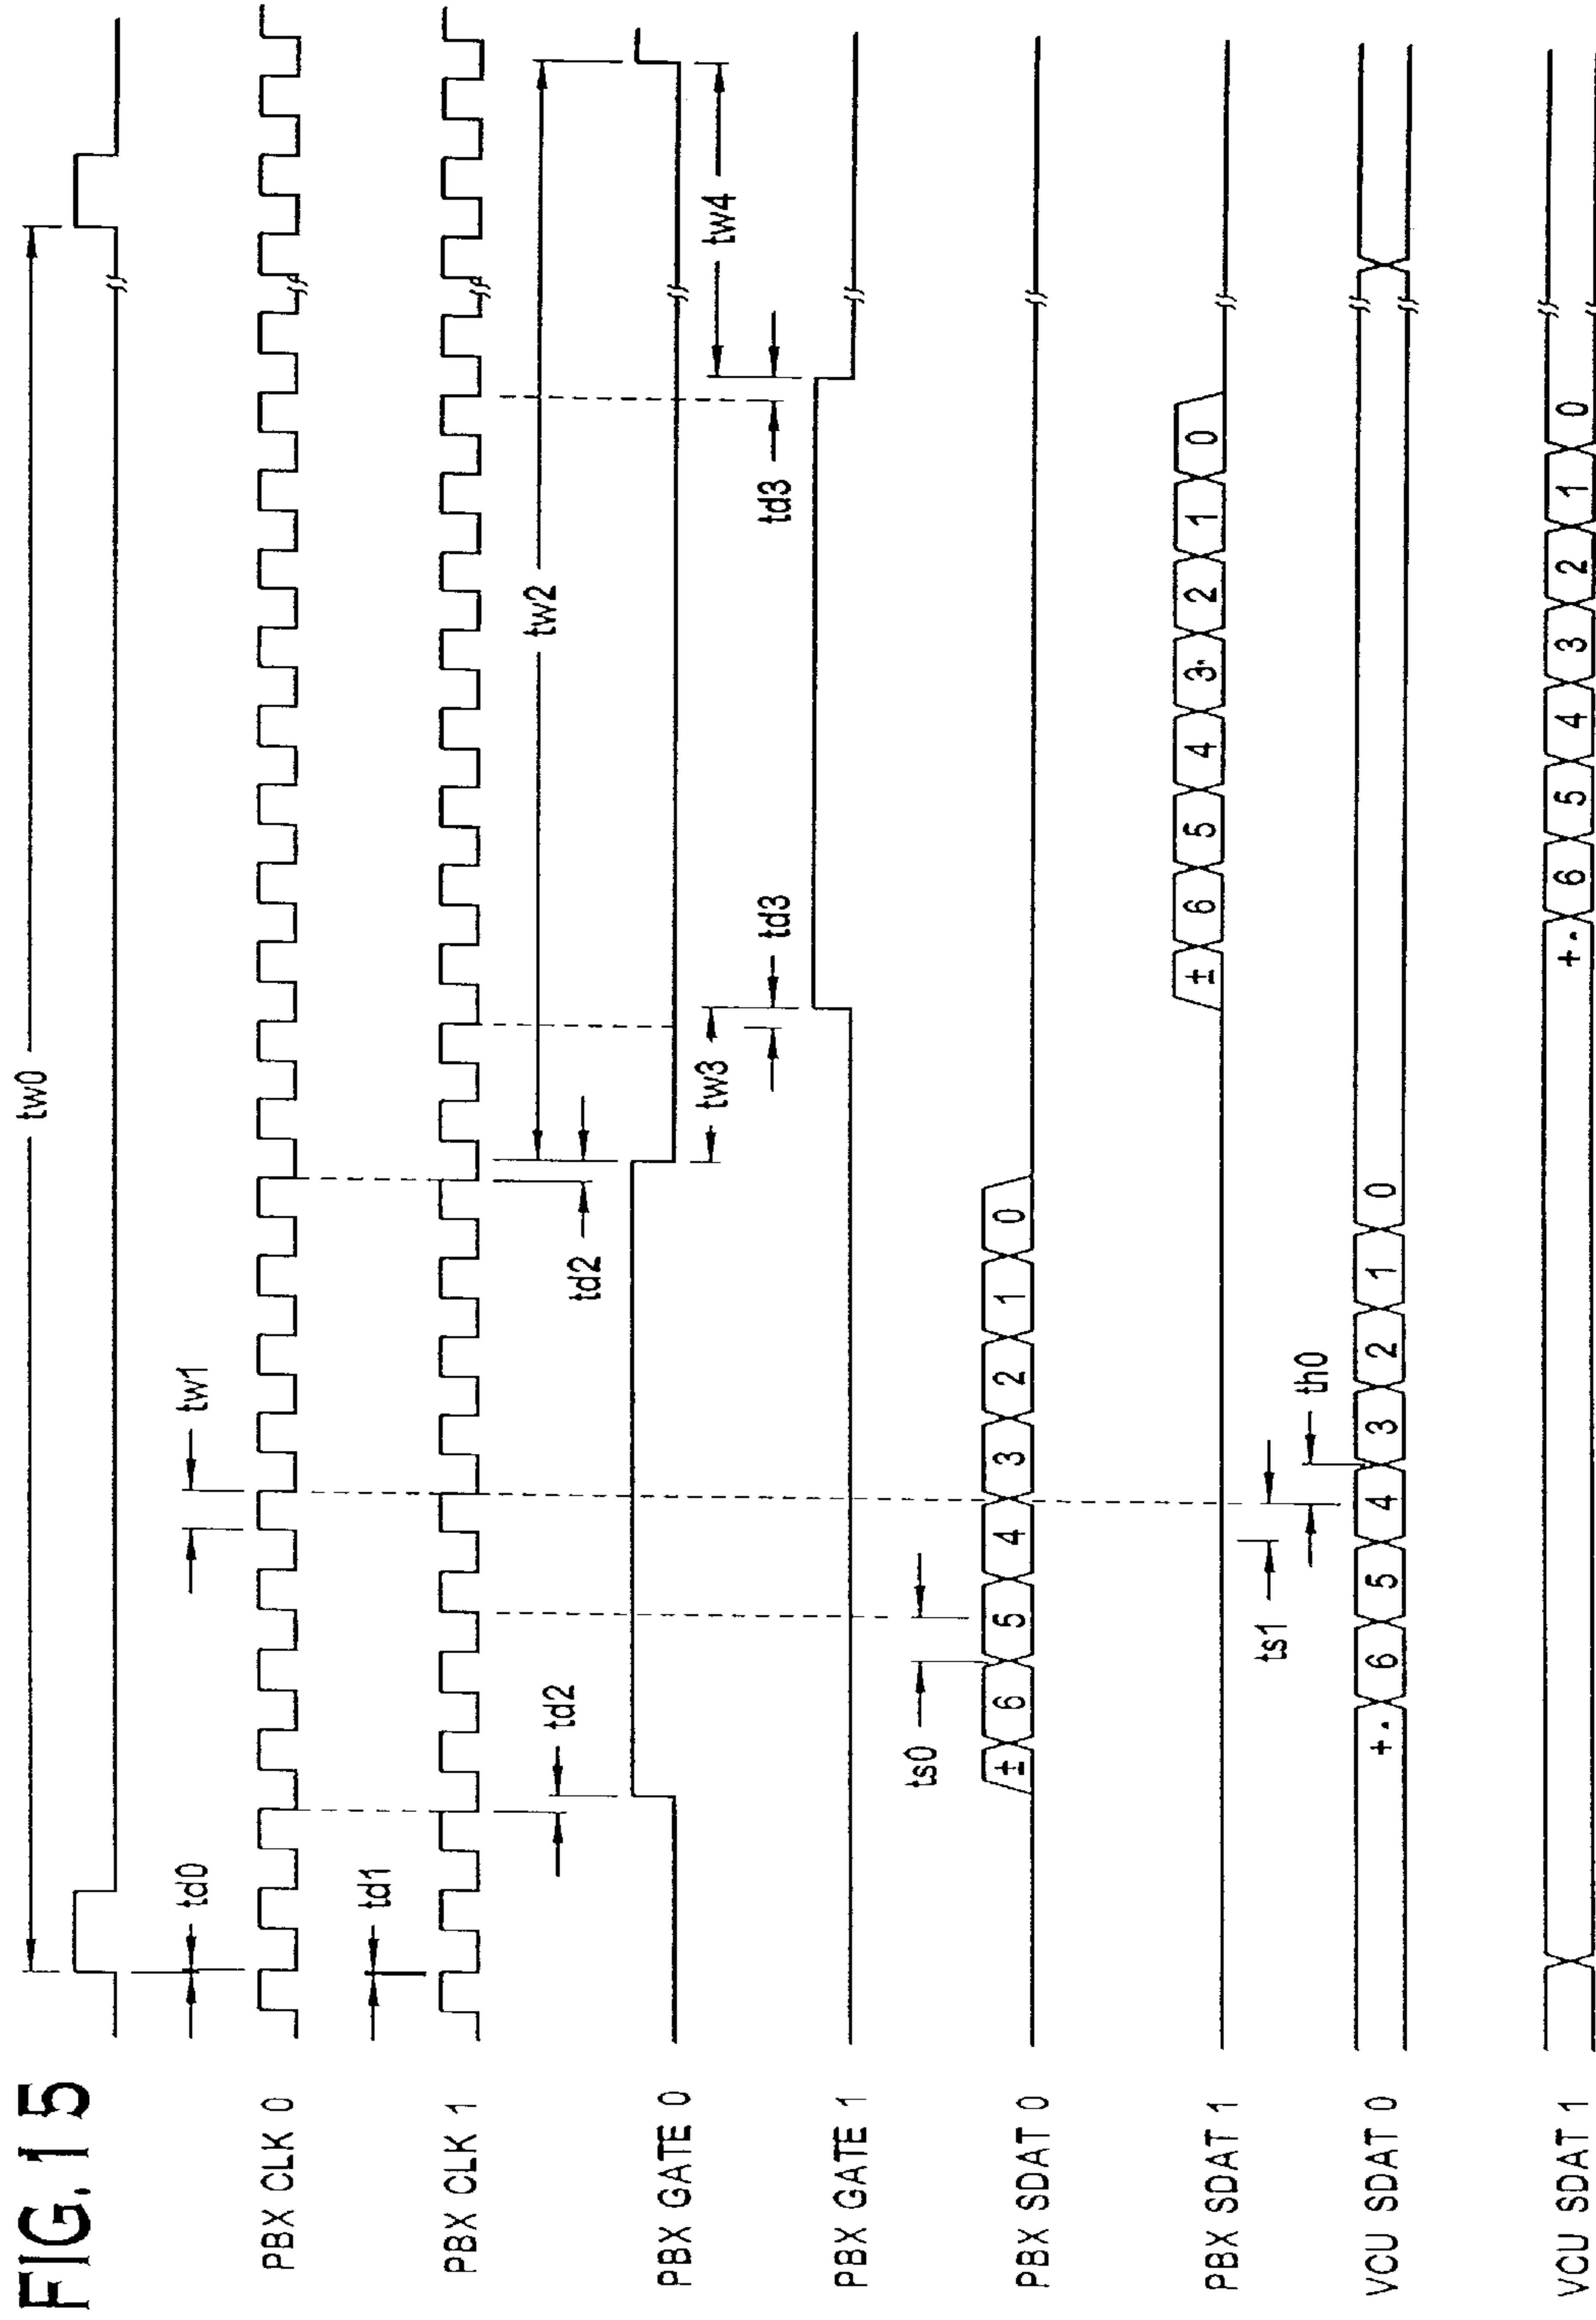 FIG.15
tw0
td0 tw1
PBX CLK 0
td1
PBX CLK 1
tw2
td2 td2
PBX GATE 0
tw3 tw4
td3 td3
PBX GATE 1
ts0
PBX SDAT 0 ± 6 5 4 3 2 1 0
PBX SDAT 1 ± 6 5 4 3 2 1 0
ts1 th0
VCU SDAT 0 +- 6 5 4 3 2 1 0
VCU SDAT 1 +- 6 5 4 3 2 1 0